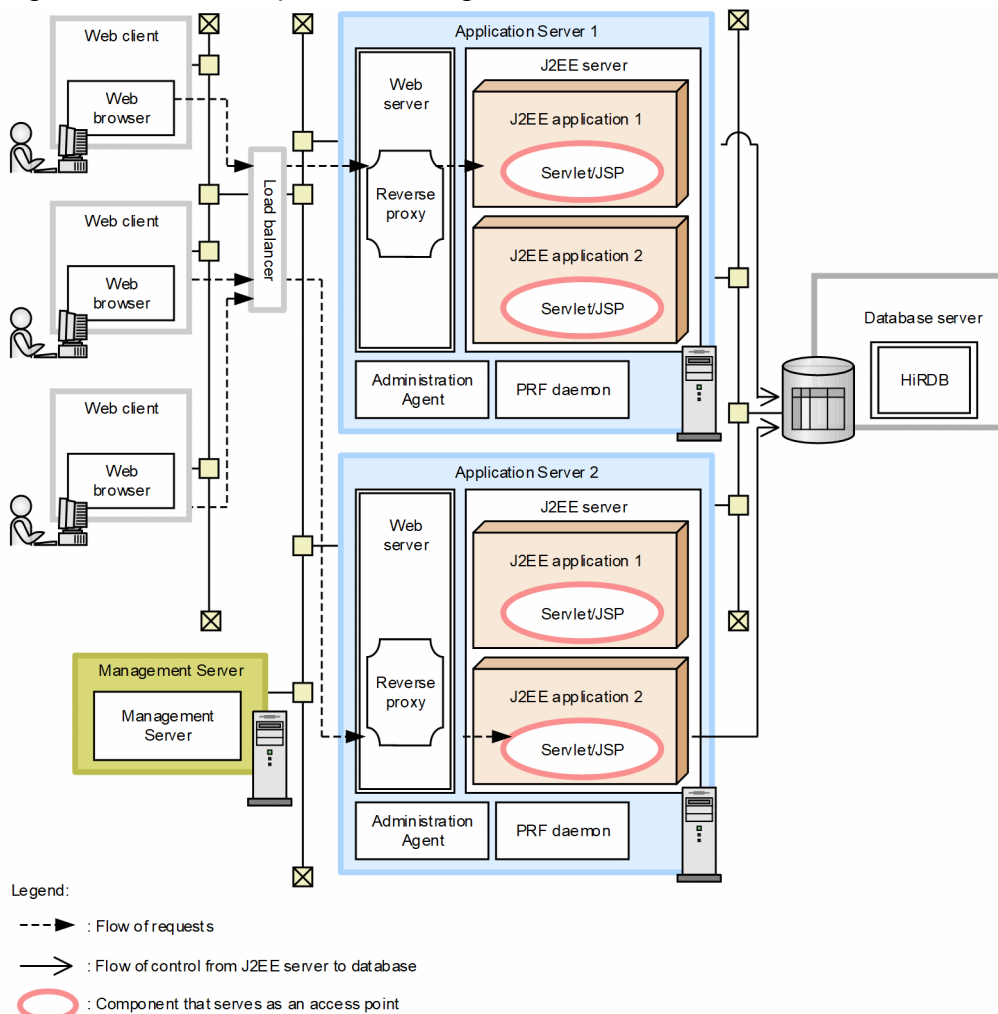 Web client
Web
browser
Web client
Web
browser
Web client
Web
browser
Load balancer
Application Server 1
Web
server
Reverse
proxy
J2EE server
J2EE application 1
Servlet/JSP
J2EE application 2
Servlet/JSP
Administration
Agent
PRF daemon
Database server
HiRDB
Application Server 2
Web
server
Reverse
proxy
J2EE server
J2EE application 1
Servlet/JSP
J2EE application 2
Servlet/JSP
Administration
Agent
PRF daemon
Management Server
Management
Server
Legend:
: Flow of requests
: Flow of control from J2EE server to database
: Component that serves as an access point